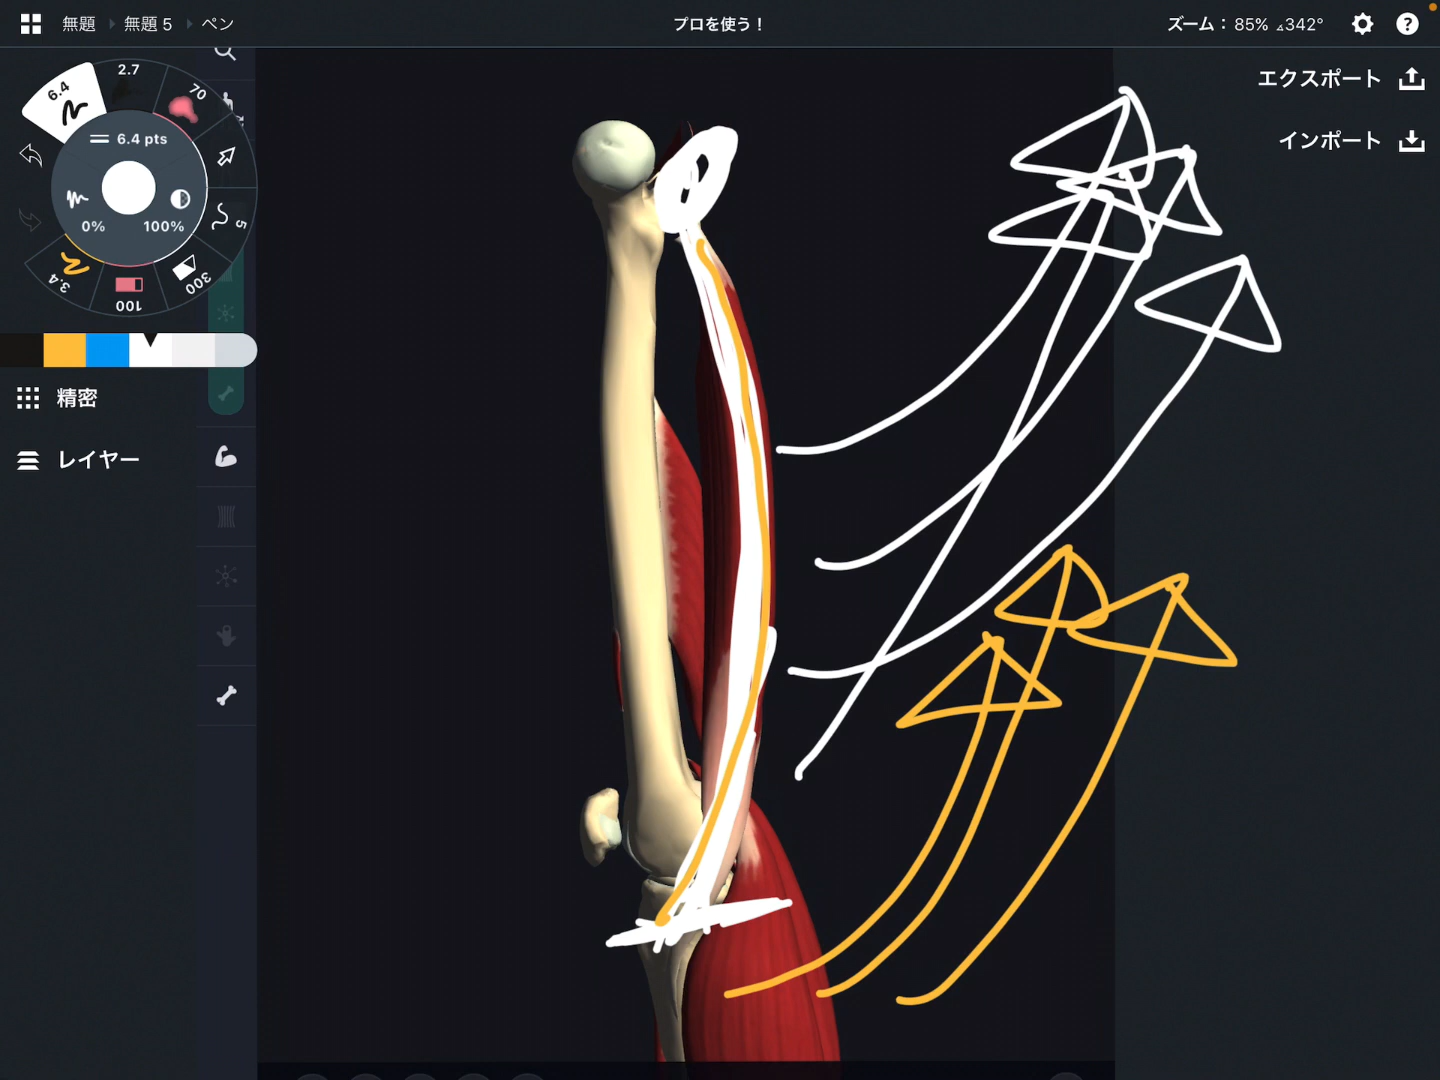 無題 無題 5 ペン
プロを使う！
ズーム： 85% ⊿342°
エクスポート
インポート
6.4
2.7
70
5
300
100
3.4
6.4 pts
0%
100%
精密
レイヤー